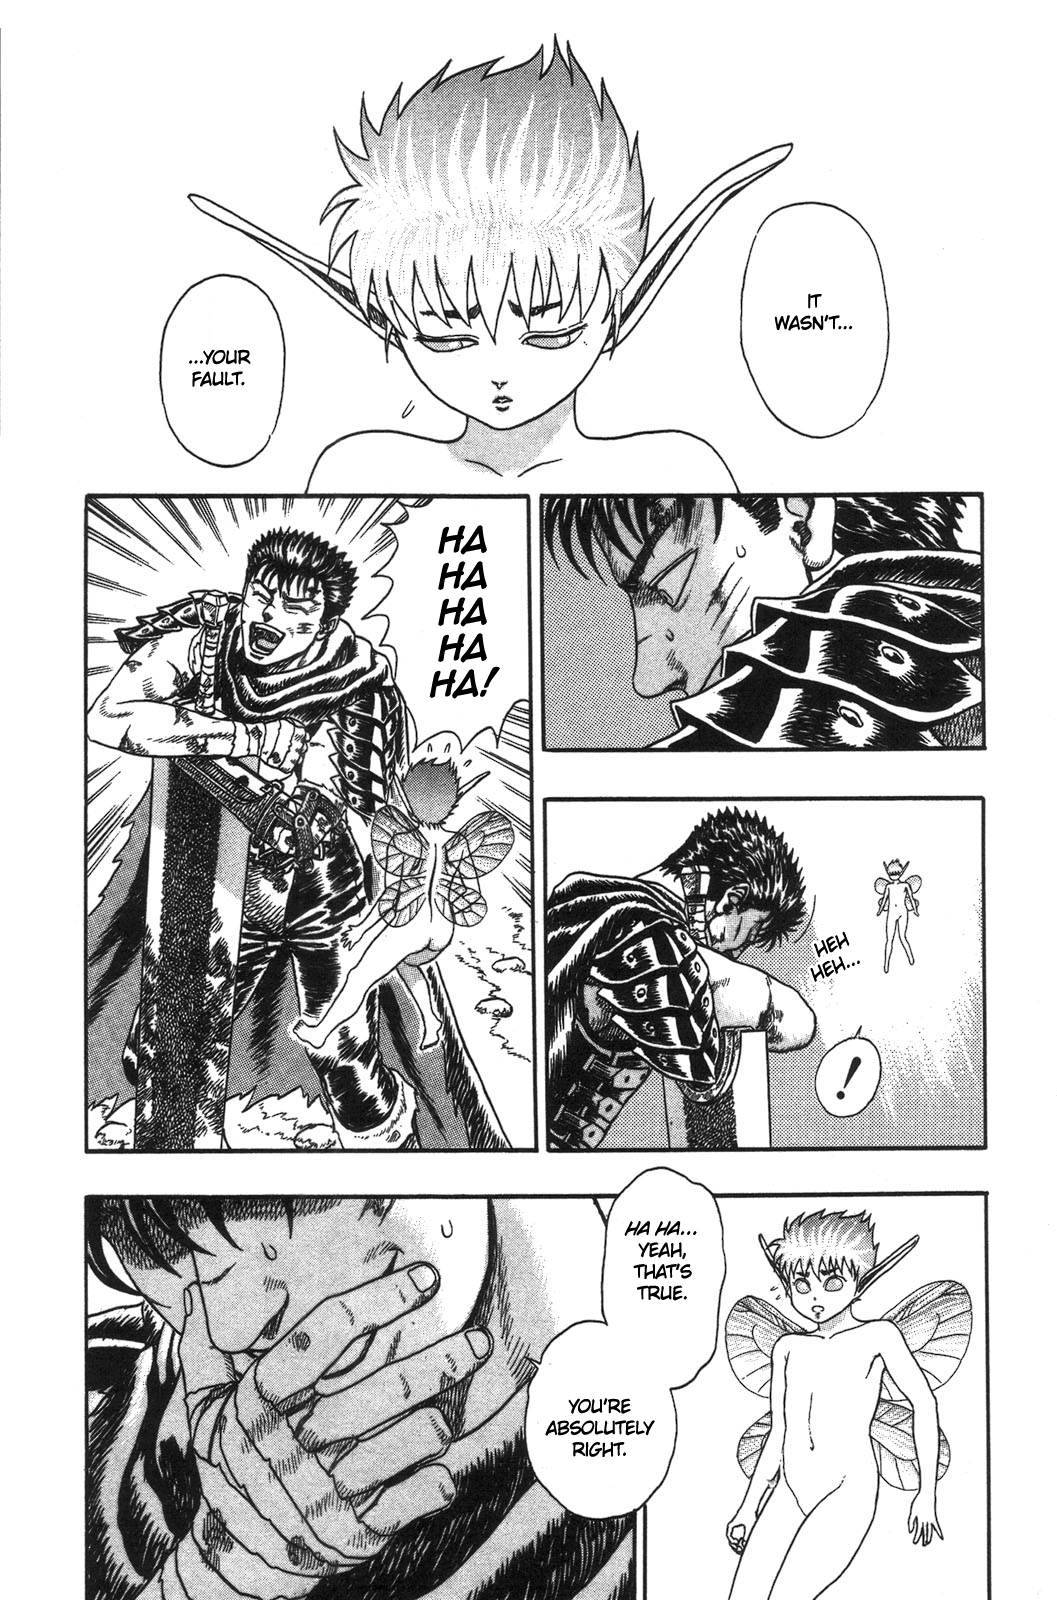 IT
WASN'T...
...YOUR
FAULT.
HA
HA
HA
HA
HA!
HEH
HEH...
!
HA HA...
YEAH,
THAT'S
TRUE.
YOU'RE
ABSOLUTELY
RIGHT.